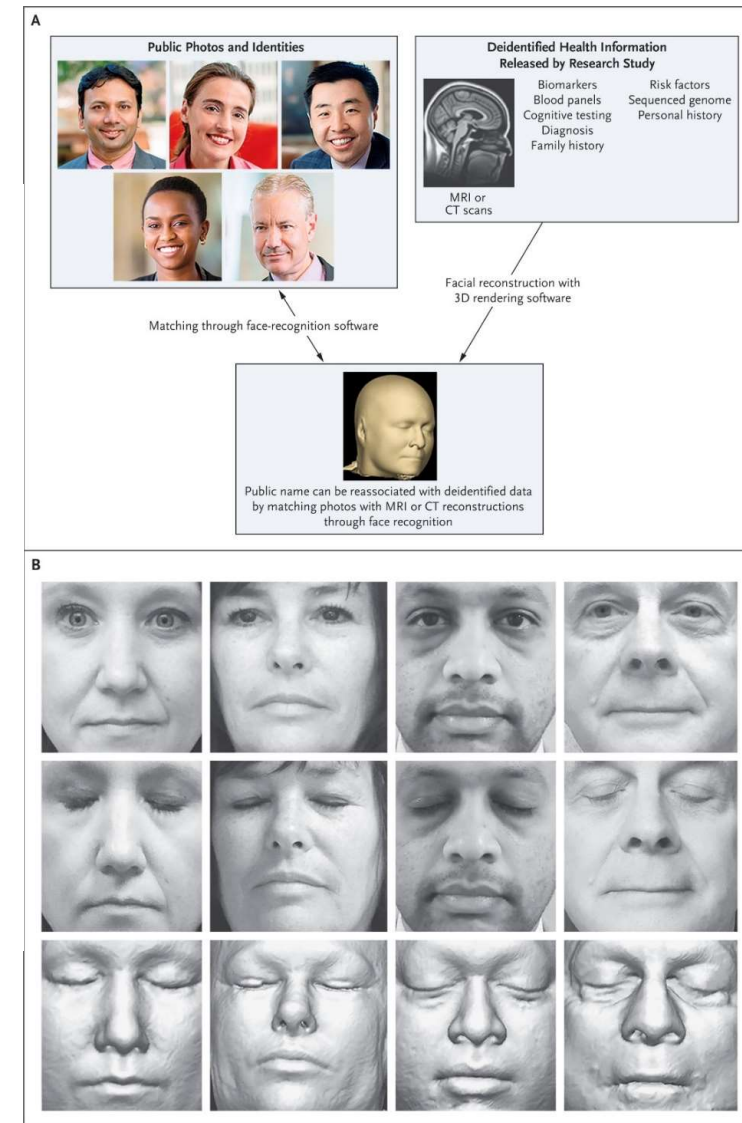 A
Public Photos and Identities
Deidentified Health Information
Released by Research Study
MRI or
CT scans
Biomarkers
Blood panels
Cognitive testing
Diagnosis
Family history
Risk factors
Sequenced genome
Personal history
Facial reconstruction with
3D rendering software
Matching through face-recognition software
Public name can be reassociated with deidentified data
by matching photos with MRI or CT reconstructions
through face recognition
B